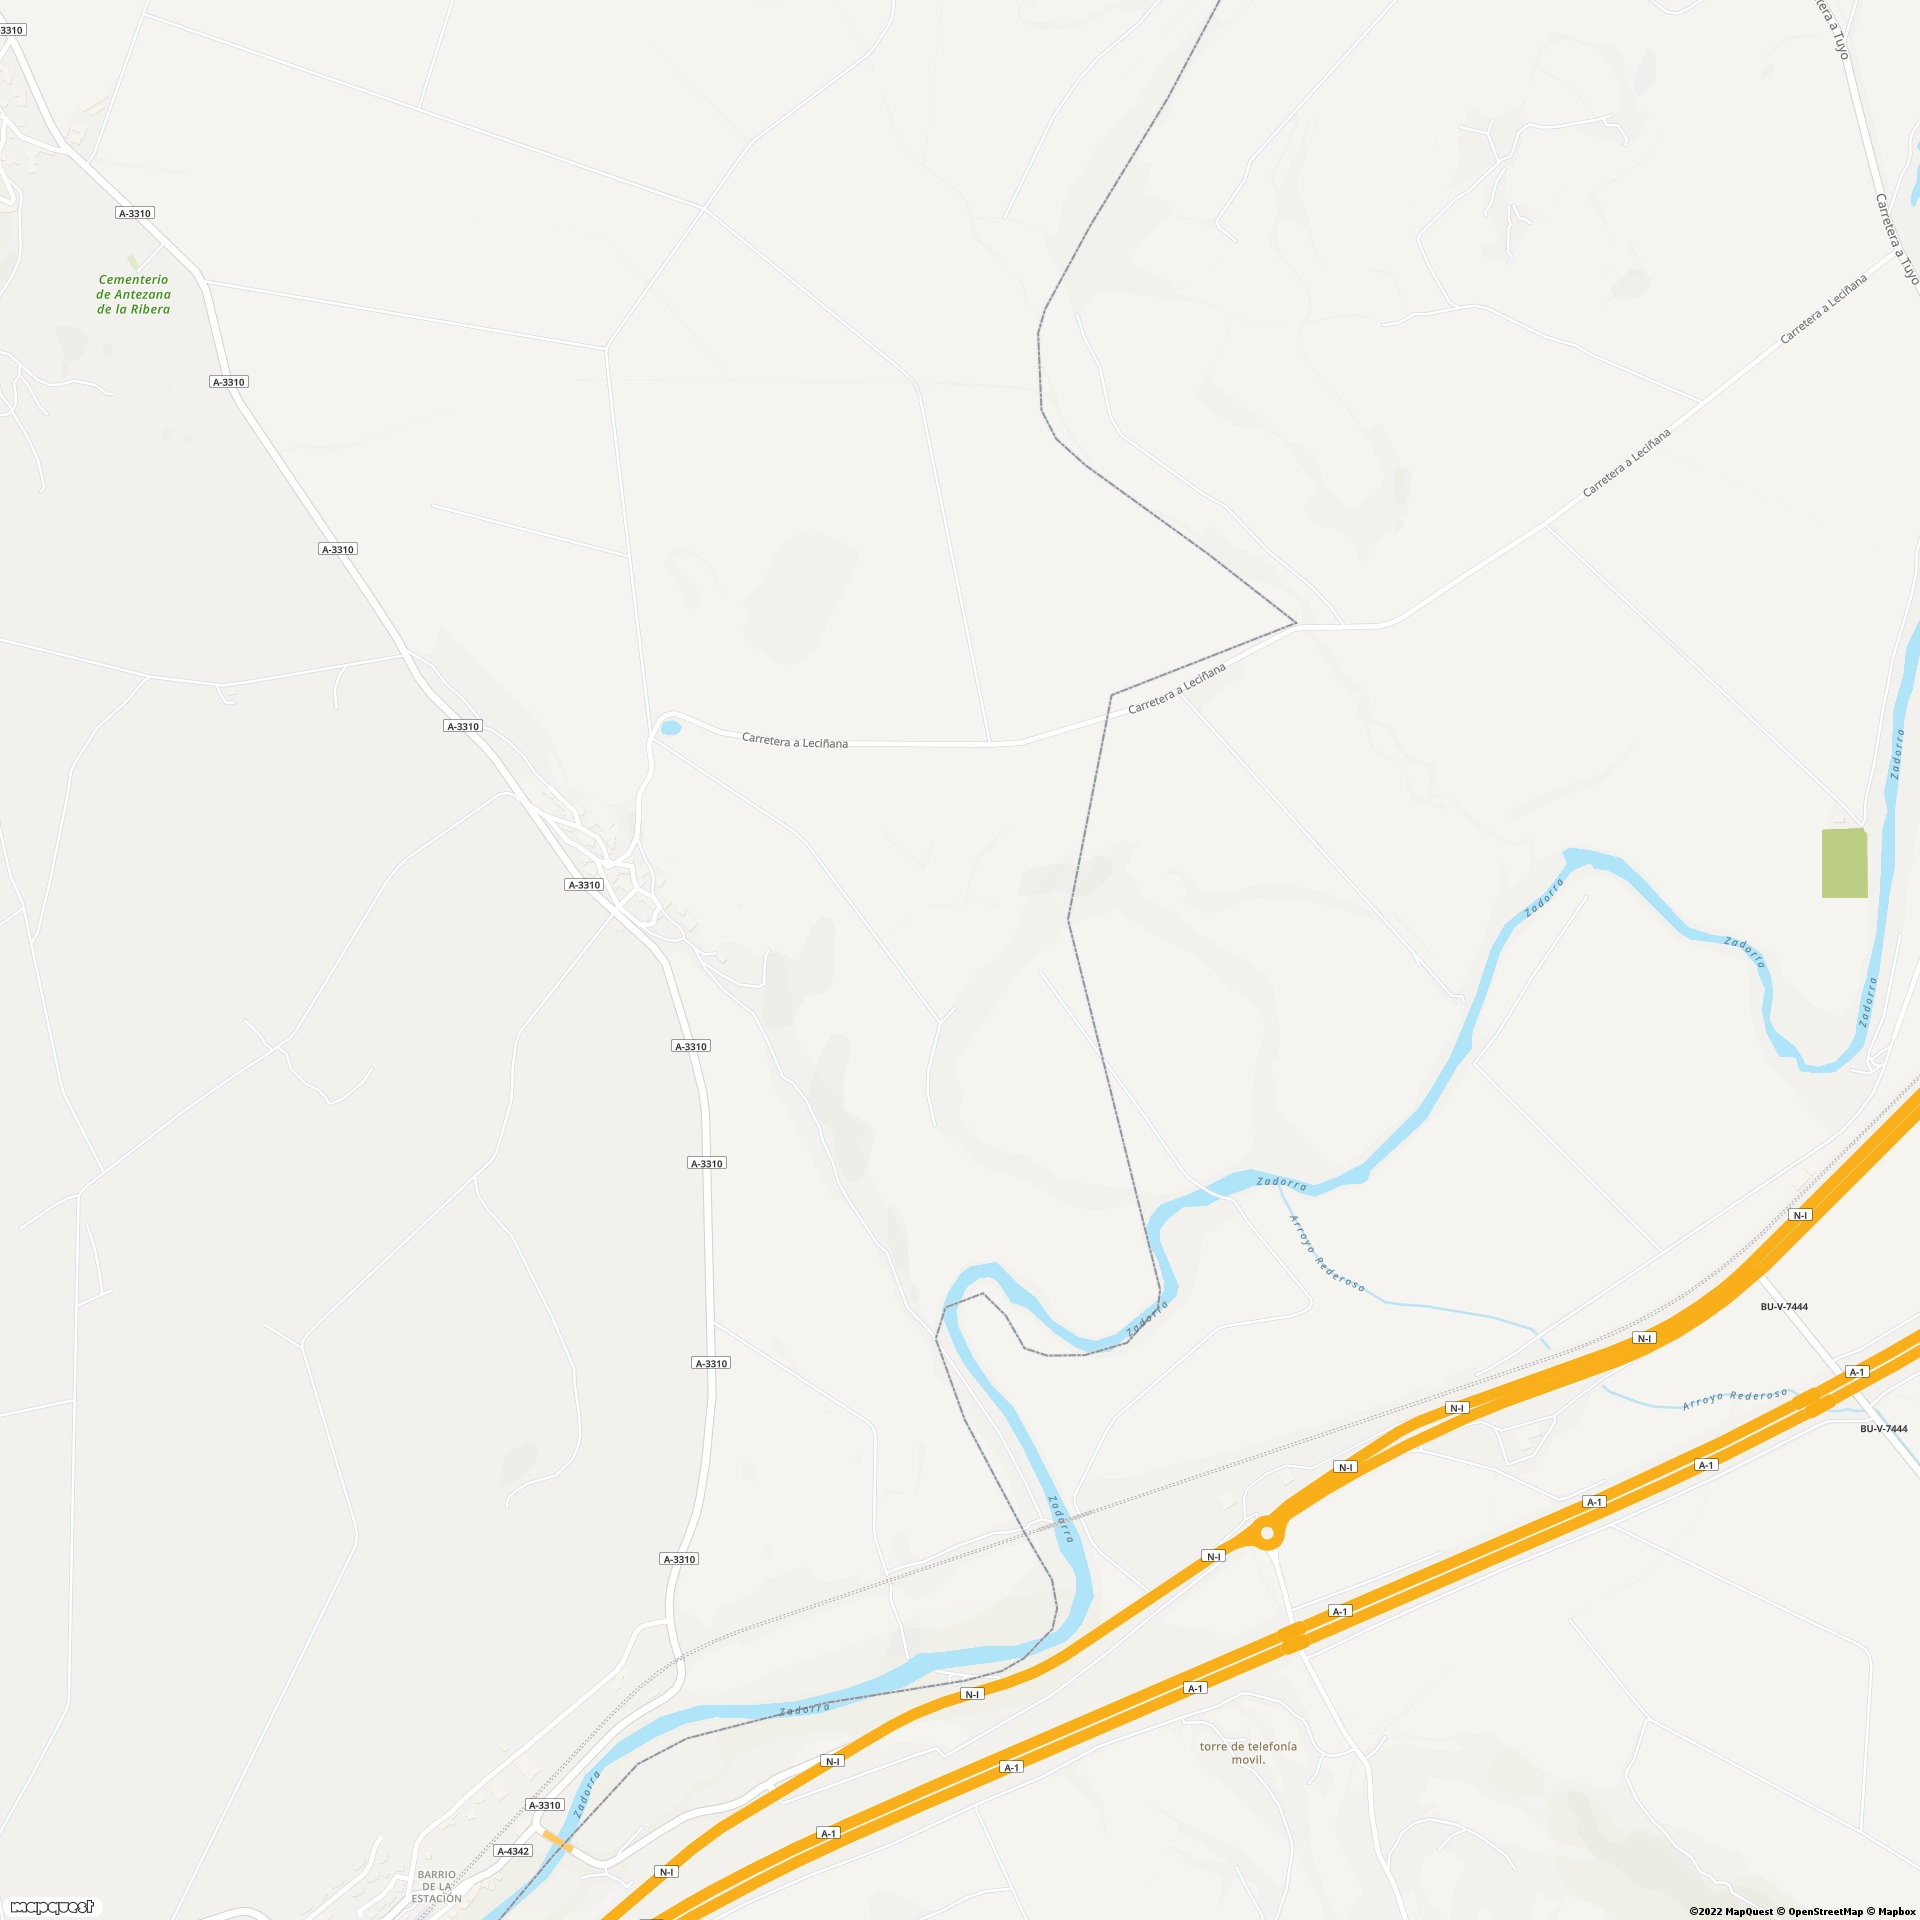 3310
Carretera a Tuyo
A-3310
Cementerio
de Antezana
de la Ribera
Carretera a Tuyo
Carretera a Leciñana
A-3310
Carretera a Leciñana
A-3310
Carretera a Leciñana
A-3310
Carretera a Leciñana
Zadorra
A-3310
Zadorra
Zadorra
Zadorra
A-3310
A-3310
Zadorra
Arroyo Rederoso
N-I
BU-V-7444
Zadorra
N-I
A-3310
A-1
Arroyo Rederoso
N-I
BU-V-7444
N-I
A-1
A-1
Zadorra
N-I
A-3310
A-1
A-1
N-I
Zadorra
torre de telefonía
movil.
N-I
A-1
Zadorra
A-3310
A-1
A-4342
N-I
BARRIO
DE LA
ESTACIÓN
mapquest
©2022 MapQuest © OpenStreetMap © Mapbox